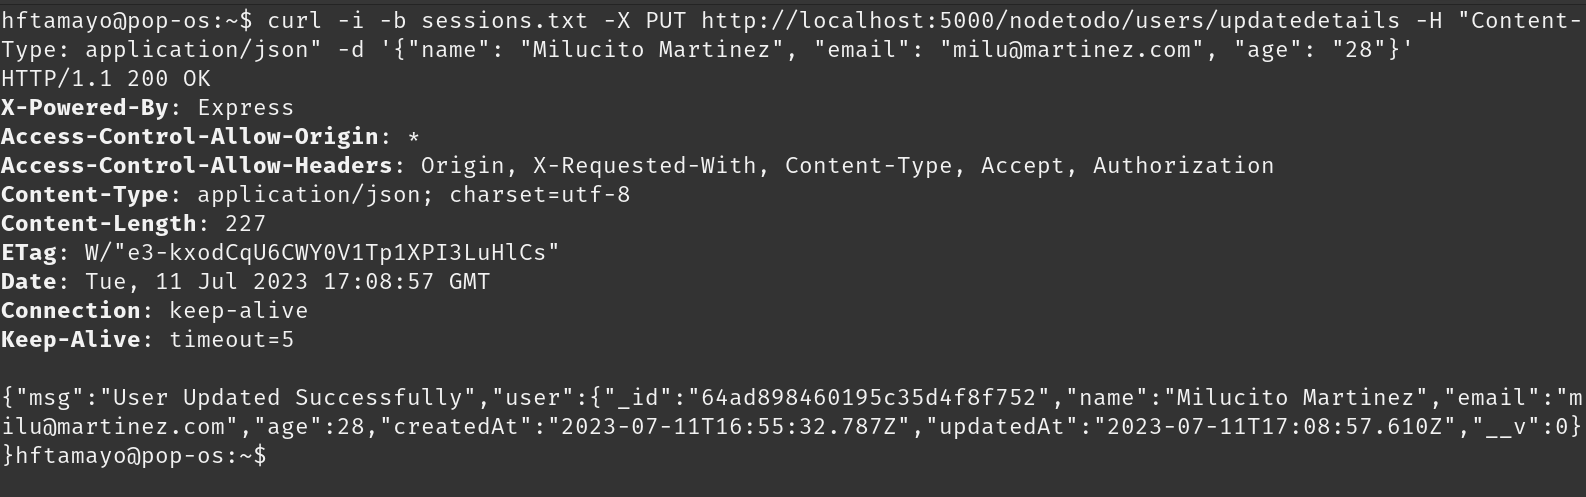 hftamayo@pop-os:~$ curl -i -b sessions.txt -X PUT http://localhost:5000/nodetodo/users/updatedetails -H "Content-
Type: application/json" -d '{"name": "Milucito Martinez", "email": "milu@martinez.com", "age": "28"}'
HTTP/1.1 200 OK
X-Powered-By: Express
Access-Control-Allow-Origin: *
Access-Control-Allow-Headers: Origin, X-Requested-With, Content-Type, Accept, Authorization
Content-Type: application/json; charset=utf-8
Content-Length: 227
ETag: W/"e3-kxodCqU6CWY0V1Tp1XPI3LuHlCs"
Date: Tue, 11 Jul 2023 17:08:57 GMT
Connection: keep-alive
Keep-Alive: timeout=5

{"msg":"User Updated Successfully","user":{"_id":"64ad898460195c35d4f8f752","name":"Milucito Martinez","email":"m
ilu@martinez.com","age":28,"createdAt":"2023-07-11T16:55:32.787Z","updatedAt":"2023-07-11T17:08:57.610Z","__v":0}
}hftamayo@pop-os:~$